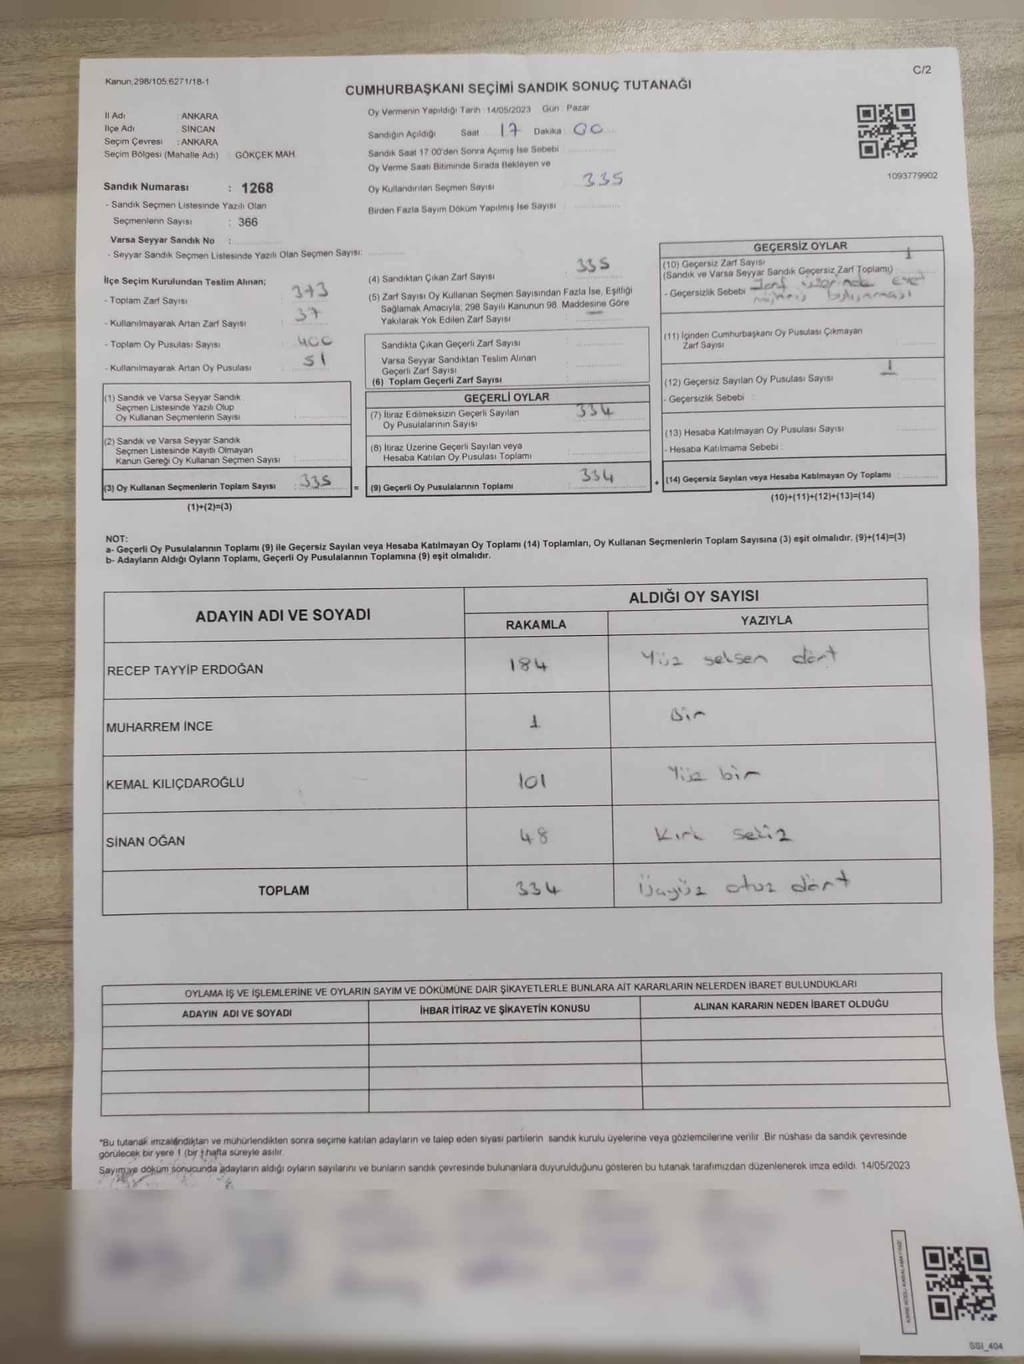 Kanun.298/105.6271/18-1
C/2
CUMHURBAŞKANI SEÇİMİ SANDIK SONUÇ TUTANAĞI
İl Adı : ANKARA
İlçe Adı : SİNCAN
Seçim Çevresi : ANKARA
Seçim Bölgesi (Mahalle Adı) : GÖKÇEK MAH.
Oy Vermenin Yapıldığı Tarih : 14/05/2023 Gün : Pazar
Sandığın Açıldığı Saat : 17 Dakika : 00
Sandık Saat 17:00'den Sonra Açımış İse Sebebi :
Oy Verme Saati Bitiminde Sırada Bekleyen ve
Oy Kullandırılan Seçmen Sayısı : 335
Birden Fazla Sayım Döküm Yapılmış İse Sayısı :
1093779902
Sandık Numarası : 1268
- Sandık Seçmen Listesinde Yazılı Olan
Seçmenlerin Sayısı : 366
Varsa Seyyar Sandık No :
- Seyyar Sandık Seçmen Listesinde Yazılı Olan Seçmen Sayısı:
İlçe Seçim Kurulundan Teslim Alınan;
- Toplam Zarf Sayısı : 373
- Kullanılmayarak Artan Zarf Sayısı : 37
- Toplam Oy Pusulası Sayısı : 400
- Kullanılmayarak Artan Oy Pusulası : 51
(1) Sandık ve Varsa Seyyar Sandık
Seçmen Listesinde Yazılı Olup
Oy Kullanan Seçmenlerin Sayısı :
(2) Sandık ve Varsa Seyyar Sandık
Seçmen Listesinde Kayıtlı Olmayan
Kanun Gereği Oy Kullanan Seçmen Sayısı :
(3) Oy Kullanan Seçmenlerin Toplam Sayısı : 335
(1)+(2)=(3)
(4) Sandıktan Çıkan Zarf Sayısı : 335
(5) Zarf Sayısı Oy Kullanan Seçmen Sayısından Fazla İse, Eşitliği
Sağlamak Amacıyla, 298 Sayılı Kanunun 98. Maddesine Göre
Yakılarak Yok Edilen Zarf Sayısı : —
Sandıkta Çıkan Geçerli Zarf Sayısı :
Varsa Seyyar Sandıktan Teslim Alınan
Geçerli Zarf Sayısı :
(6) Toplam Geçerli Zarf Sayısı :
GEÇERLİ OYLAR
(7) İtiraz Edilmeksizin Geçerli Sayılan
Oy Pusulalarının Sayısı : 334
(8) İtiraz Üzerine Geçerli Sayılan veya
Hesaba Katılan Oy Pusulası Toplamı :
= (9) Geçerli Oy Pusulalarının Toplamı : 334 +
GEÇERSİZ OYLAR
(10) Geçersiz Zarf Sayısı : 1
(Sandık ve Varsa Seyyar Sandık Geçersiz Zarf Toplamı)
- Geçersizlik Sebebi : Zarf üzerinde evet
mührü bulunması
(11) İçinden Cumhurbaşkanı Oy Pusulası Çıkmayan
Zarf Sayısı :
(12) Geçersiz Sayılan Oy Pusulası Sayısı : 1
- Geçersizlik Sebebi :
(13) Hesaba Katılmayan Oy Pusulası Sayısı :
- Hesaba Katılmama Sebebi :
(14) Geçersiz Sayılan veya Hesaba Katılmayan Oy Toplamı :
(10)+(11)+(12)+(13)=(14)
NOT:
a- Geçerli Oy Pusulalarının Toplamı (9) ile Geçersiz Sayılan veya Hesaba Katılmayan Oy Toplamı (14) Toplamları, Oy Kullanan Seçmenlerin Toplam Sayısına (3) eşit olmalıdır. (9)+(14)=(3)
b- Adayların Aldığı Oyların Toplamı, Geçerli Oy Pusulalarının Toplamına (9) eşit olmalıdır.
ADAYIN ADI VE SOYADI
ALDIĞI OY SAYISI
RAKAMLA YAZIYLA
RECEP TAYYİP ERDOĞAN 184 Yüz seksen dört
MUHARREM İNCE 1 Bir
KEMAL KILIÇDAROĞLU 101 Yüz bir
SİNAN OĞAN 48 Kırk sekiz
TOPLAM 334 Üçyüz otuz dört
OYLAMA İŞ VE İŞLEMLERİNE VE OYLARIN SAYIM VE DÖKÜMÜNE DAİR ŞİKAYETLERLE BUNLARA AİT KARARLARIN NELERDEN İBARET BULUNDUKLARI
ADAYIN ADI VE SOYADI İHBAR İTİRAZ VE ŞİKAYETİN KONUSU ALINAN KARARIN NEDEN İBARET OLDUĞU
*Bu tutanak imzalandıktan ve mühürlendikten sonra seçime katılan adayların ve talep eden siyasi partilerin sandık kurulu üyelerine veya gözlemcilerine verilir. Bir nüshası da sandık çevresinde
görülecek bir yere 1 (bir) hafta süreyle asılır.
Sayım ve döküm sonucunda adayların aldığı oyların sayılarını ve bunların sandık çevresinde bulunanlara duyurulduğunu gösteren bu tutanak tarafımızdan düzenlenerek imza edildi. 14/05/2023
SSI_404